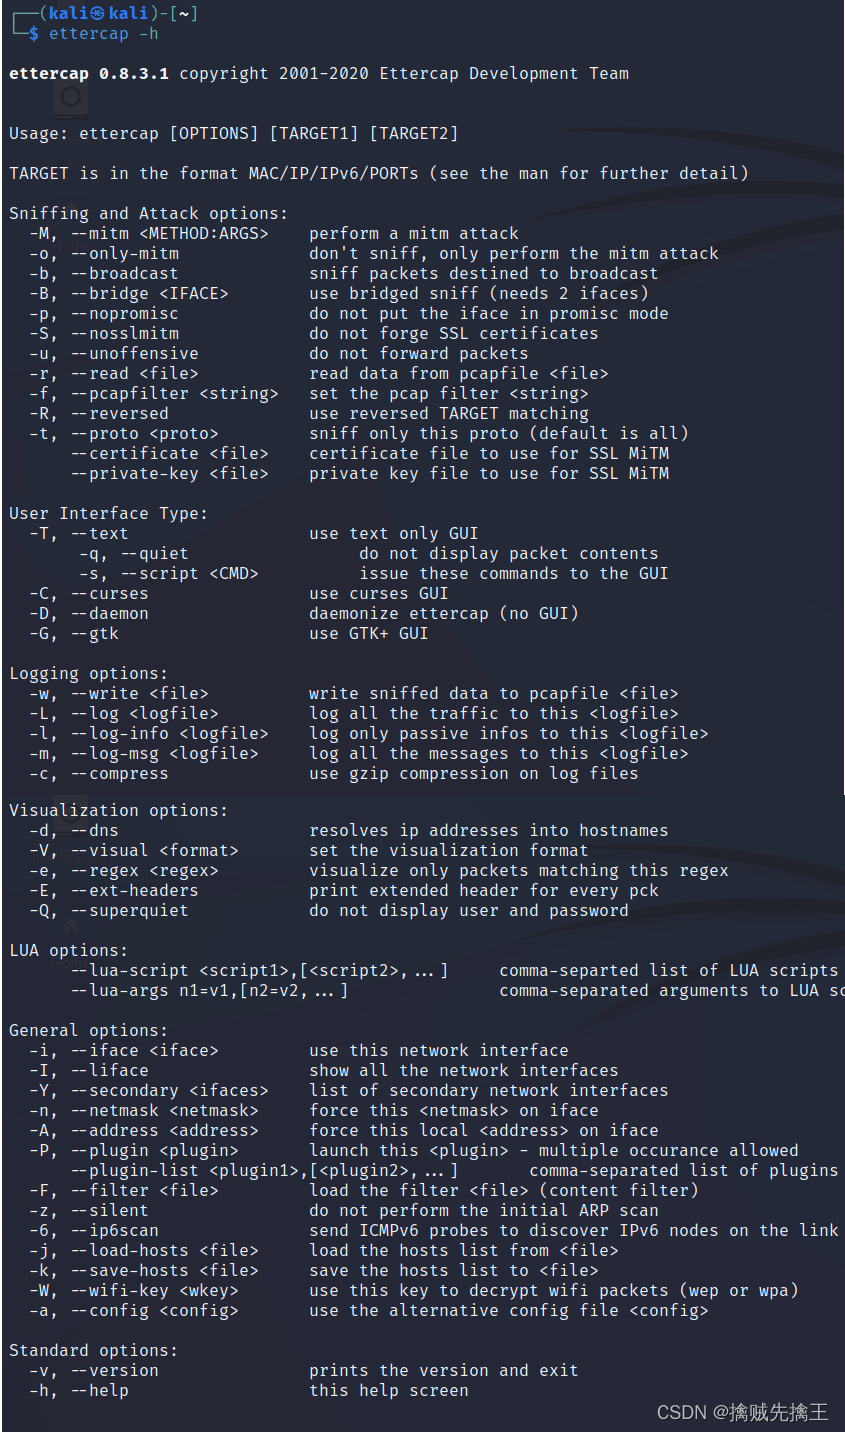 ┌──(kali㉿kali)-[~]
└─$ ettercap -h
ettercap 0.8.3.1 copyright 2001-2020 Ettercap Development Team
Usage: ettercap [OPTIONS] [TARGET1] [TARGET2]
TARGET is in the format MAC/IP/IPv6/PORTs (see the man for further detail)
Sniffing and Attack options:
-M, --mitm <METHOD:ARGS> perform a mitm attack
-o, --only-mitm don't sniff, only perform the mitm attack
-b, --broadcast sniff packets destined to broadcast
-B, --bridge <IFACE> use bridged sniff (needs 2 ifaces)
-p, --nopromisc do not put the iface in promisc mode
-S, --nosslmitm do not forge SSL certificates
-u, --unoffensive do not forward packets
-r, --read <file> read data from pcapfile <file>
-f, --pcapfilter <string> set the pcap filter <string>
-R, --reversed use reversed TARGET matching
-t, --proto <proto> sniff only this proto (default is all)
--certificate <file> certificate file to use for SSL MiTM
--private-key <file> private key file to use for SSL MiTM
User Interface Type:
-T, --text use text only GUI
-q, --quiet do not display packet contents
-s, --script <CMD> issue these commands to the GUI
-C, --curses use curses GUI
-D, --daemon daemonize ettercap (no GUI)
-G, --gtk use GTK+ GUI
Logging options:
-w, --write <file> write sniffed data to pcapfile <file>
-L, --log <logfile> log all the traffic to this <logfile>
-l, --log-info <logfile> log only passive infos to this <logfile>
-m, --log-msg <logfile> log all the messages to this <logfile>
-c, --compress use gzip compression on log files
Visualization options:
-d, --dns resolves ip addresses into hostnames
-V, --visual <format> set the visualization format
-e, --regex <regex> visualize only packets matching this regex
-E, --ext-headers print extended header for every pck
-Q, --superquiet do not display user and password
LUA options:
--lua-script <script1>,[<script2>,...] comma-separted list of LUA scripts
--lua-args n1=v1,[n2=v2,...] comma-separated arguments to LUA sc
General options:
-i, --iface <iface> use this network interface
-I, --liface show all the network interfaces
-Y, --secondary <ifaces> list of secondary network interfaces
-n, --netmask <netmask> force this <netmask> on iface
-A, --address <address> force this local <address> on iface
-P, --plugin <plugin> launch this <plugin> - multiple occurance allowed
--plugin-list <plugin1>,[<plugin2>,...] comma-separated list of plugins
-F, --filter <file> load the filter <file> (content filter)
-z, --silent do not perform the initial ARP scan
-6, --ip6scan send ICMPv6 probes to discover IPv6 nodes on the link
-j, --load-hosts <file> load the hosts list from <file>
-k, --save-hosts <file> save the hosts list to <file>
-W, --wifi-key <wkey> use this key to decrypt wifi packets (wep or wpa)
-a, --config <config> use the alternative config file <config>
Standard options:
-v, --version prints the version and exit
-h, --help this help screen
CSDN @擒贼先擒王